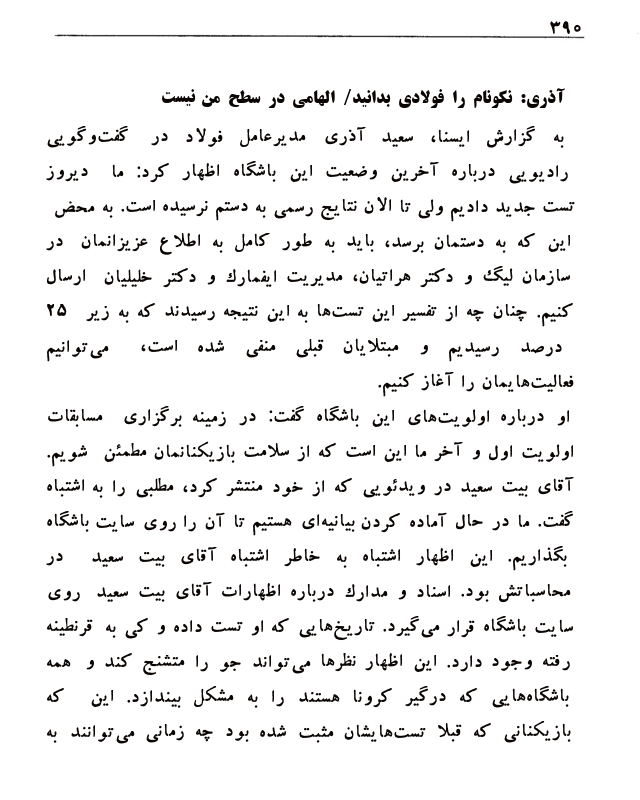 ۳۹۰
آذری: نکونام را فولادی بدانید/ الهامی در سطح من نیست
به گزارش ایسنا، سعید آذری مدیرعامل فولاد در گفت‌وگویی
رادیویی درباره آخرین وضعیت این باشگاه اظهار کرد: ما دیروز
تست جدید دادیم ولی تا الان نتایج رسمی به دستم نرسیده است. به محض
این که به دستمان برسد، باید به طور کامل به اطلاع عزیزانمان در
سازمان لیگ و دکتر هراتیان، مدیریت ایفمارک و دکتر خلیلیان ارسال
کنیم. چنان چه از تفسیر این تست‌ها به این نتیجه رسیدند که به زیر ۲۵
درصد رسیدیم و مبتلایان قبلی منفی شده است، می‌توانیم
فعالیت‌هایمان را آغاز کنیم.
او درباره اولویت‌های این باشگاه گفت: در زمینه برگزاری مسابقات
اولویت اول و آخر ما این است که از سلامت بازیکنانمان مطمئن شویم.
آقای بیت سعید در ویدئویی که از خود منتشر کرد، مطلبی را به اشتباه
گفت. ما در حال آماده کردن بیانیه‌ای هستیم تا آن را روی سایت باشگاه
بگذاریم. این اظهار اشتباه به خاطر اشتباه آقای بیت سعید در
محاسباتش بود. اسناد و مدارک درباره اظهارات آقای بیت سعید روی
سایت باشگاه قرار می‌گیرد. تاریخ‌هایی که او تست داده و کی به قرنطینه
رفته وجود دارد. این اظهار نظرها می‌تواند جو را متشنج کند و همه
باشگاه‌هایی که درگیر کرونا هستند را به مشکل بیندازد. این که
بازیکنانی که قبلا تست‌هایشان مثبت شده بود چه زمانی می‌توانند به